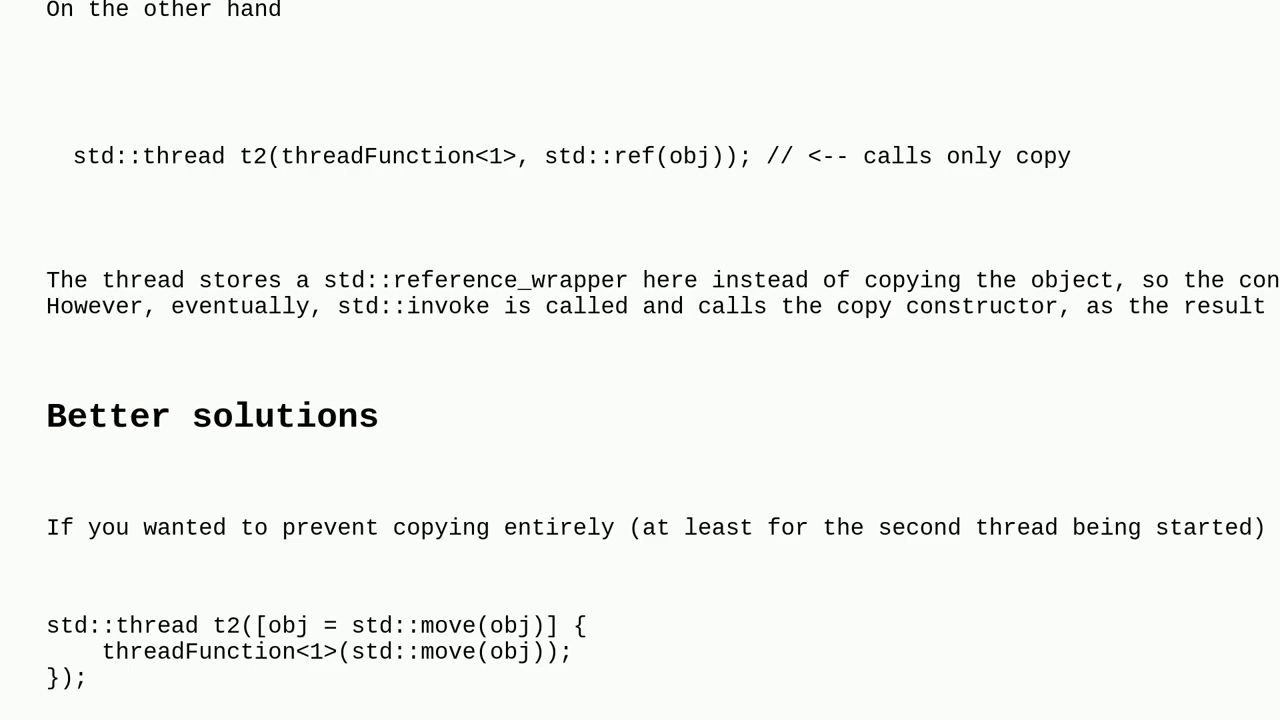 On the other hand
std::thread t2(threadFunction<1>, std::ref(obj)); // <-- calls only copy
The thread stores a std::reference_wrapper here instead of copying the object, so the con
However, eventually, std::invoke is called and calls the copy constructor, as the result
Better solutions
If you wanted to prevent copying entirely (at least for the second thread being started)
std::thread t2([obj = std::move(obj)] {
    threadFunction<1>(std::move(obj));
});